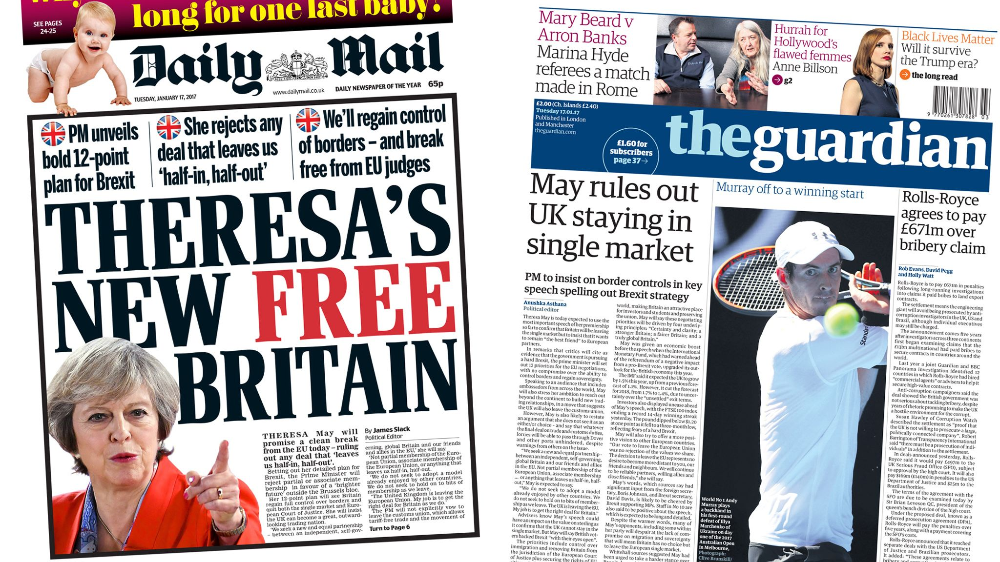 long for one last baby?
SEE PAGES
24-25
Daily Mail
TUESDAY, JANUARY 17, 2017
www.dailymail.co.uk
DAILY NEWSPAPER OF THE YEAR
65p
PM unveils
bold 12-point
plan for Brexit
She rejects any
deal that leaves us
‘half-in, half-out’
We’ll regain control
of borders – and break
free from EU judges
THERESA’S
NEW FREE
BRITAIN
THERESA May will
promise a clean break
from the EU today – ruling
out any deal that ‘leaves
us half-in, half-out’.
Setting out her detailed plan for
Brexit, the Prime Minister will
reject partial or associate mem-
bership in favour of a ‘brighter
future’ outside the Brussels bloc.
Her 12-point plan will see Britain
regain full control over borders and
quit both the single market and Euro-
pean Court of Justice. She will insist
the UK can become a great, outward-
looking trading nation.
‘We seek a new and equal partnership
– between an independent, self-gov-
By James Slack
Political Editor
erning, global Britain and our friends
and allies in the EU,’ she will say.
‘Not partial membership of the Euro-
pean Union, associate membership of
the European Union, or anything that
leaves us half-in, half-out.
‘We do not seek to adopt a model
already enjoyed by other countries.
We do not seek to hold on to bits of
membership as we leave.
‘The United Kingdom is leaving the
European Union. My job is to get the
right deal for Britain as we do.’
The PM will not explicitly vow to
leave the customs union, which allows
tariff-free trade and the movement of
Turn to Page 6
Mary Beard v
Arron Banks
Marina Hyde
referees a match
made in Rome
Hurrah for
Hollywood’s
flawed femmes
Anne Billson
g2
Black Lives Matter
Will it survive
the Trump era?
the long read
9 770261 307828 03
£2.00 (Ch. Islands £2.40)
Tuesday 17.01.17
Published in London
and Manchester
theguardian.com
£1.60 for
subscribers
page 37
theguardian
May rules out
UK staying in
single market
PM to insist on border controls in key
speech spelling out Brexit strategy
Anushka Asthana
Political editor
Theresa May is today expected to use the
most important speech of her premiership
so far to confirm that Britain will be leaving
the single market but to insist that it wants
to remain “the best friend” to European
partners.
In remarks that critics will cite as
evidence that the government is pursuing
a hard Brexit, the prime minister will set
out 12 priorities for the EU negotiations,
with no compromise over the ability to
control borders and regain sovereignty.
Speaking to an audience that includes
ambassadors from across the world, May
will also stress her ambition to reach out
beyond the continent to build new trad-
ing relationships, in a move that suggests
the UK will also leave the customs union.
However, May is also likely to restate
an argument that she does not see it as an
either/or choice - and say that whatever
the final deal on trade and customs duties,
lorries will be able to pass through Dover
and other ports unhindered, despite
warnings from others on the issue.
“We seek a new and equal partnership -
between an independent, self-governing,
global Britain and our friends and allies
in the EU. Not partial membership of the
European Union, associate membership
... or anything that leaves us half-in, half-
out,” May is expected to say.
“We do not seek to adopt a model
already enjoyed by other countries. We
do not seek to hold on to bits of member-
ship as we leave. The UK is leaving the EU.
My job is to get the right deal for Britain.”
Advisers know May’s speech could
have an impact on the value on sterling as
it confirms that the UK cannot stay in the
single market. But May will say British vot-
ers backed Brexit “with their eyes open”.
The priorities include control over
immigration and removing Britain from
the jurisdiction of the European Court
of Justice plus securing the rights of EU
world, making Britain an attractive place
for investors and students and preserving
the union. May will say these negotiating
priorities will be driven by four underly-
ing principles: “Certainty and clarity; a
stronger Britain; a fairer Britain; and a
truly global Britain.”
May was given an economic boost
before the speech when the International
Monetary Fund, which had warned ahead
of the referendum of a negative impact
from a pro-Brexit vote, upgraded its out-
look for the British economy this year.
The IMF said it expected the UK to grow
by 1.5% this year, up from a previous fore-
cast of 1.1%. However, it cut the forecast
for 2018, from 1.7% to 1.4%, due to uncer-
tainty over the “unsettled” exit terms.
Investors also displayed unease ahead
of May’s speech, with the FTSE 100 index
ending a record 14-day winning streak
yesterday. The pound dipped below $1.20
at one point as it fell to a three-month low,
reflecting fears of a hard Brexit.
May will also try to offer a more posi-
tive vision to other European countries.
“Our vote to leave the European Union
was no rejection of the values we share.
The decision to leave the EU represents no
desire to become more distant to you, our
friends and neighbours. We will continue
to be reliable partners, willing allies and
close friends,” she will say.
May’s words, which sources say had
significant input from the foreign secre-
tary, Boris Johnson, and Brexit secretary,
David Davis, is likely to be cheered by
Brexit supporting MPs. Staff in No 10 are
also said to be positive about the speech,
which is expected to be long and detailed.
Despite the warmer words, many of
May’s opponents, including some within
her party will despair at the lack of com-
promise on migration and sovereignty
that will mean Britain has no choice but
to leave the European single market.
Whitehall sources suggested May had
been urged to take a harder stance over
Murray off to a winning start
Standa
World No 1 Andy
Murray plays
a backhand in
his first-round
defeat of Illya
Marchenko of
Ukraine on day
one of the 2017
Australian Open
in Melbourne,
Photograph:
Clive Brunskill/
Rolls-Royce
agrees to pay
£671m over
bribery claim
Rob Evans, David Pegg
and Holly Watt
Rolls-Royce is to pay £671m in penalties
following long-running investigations
into claims it paid bribes to land export
contracts.
The settlement means the engineering
giant will avoid being prosecuted by anti-
corruption investigators in the UK, US and
Brazil, although individual executives
may still be charged.
The announcement comes five years
after investigators across three continents
first began examining claims that the
£13bn multinational had paid bribes to
secure contracts in countries around the
world.
Last year a joint Guardian and BBC
Panorama investigation identified 12
countries in which Rolls-Royce had hired
“commercial agents” or advisers to help it
secure high-value contracts.
Anti-corruption campaigners said the
deal showed the British government was
not serious about tackling bribery, despite
years of rhetoric promising to make the UK
a hostile environment for the corrupt.
Susan Hawley of Corruption Watch
described the settlement as “proof that
the UK is not willing to prosecute a large,
politically connected company”. Robert
Barrington of Transparency International
said “there must be a prosecution of indi-
viduals” in addition to the settlement.
In deals announced yesterday, Rolls-
Royce said it would pay £497m to the
UK Serious Fraud Office (SFO), subject
to approval by the high court. It will also
pay $169m (£140m) in penalties to the US
Department of Justice and $25m to the
Brazil authorities.
The terms of the agreement with the
SFO are due to be examined today by
Sir Brian Leveson QC, president of the
queen’s bench division of the high court.
Under the proposed deal, known as a
deferred prosecution agreement (DPA),
Rolls-Royce will pay the penalties over
five years, along with a payment covering
the SFO’s costs.
Rolls-Royce announced that it reached
separate deals with the US Department
of Justice and Brazilian prosecutors.
It added: “These agreements relate to